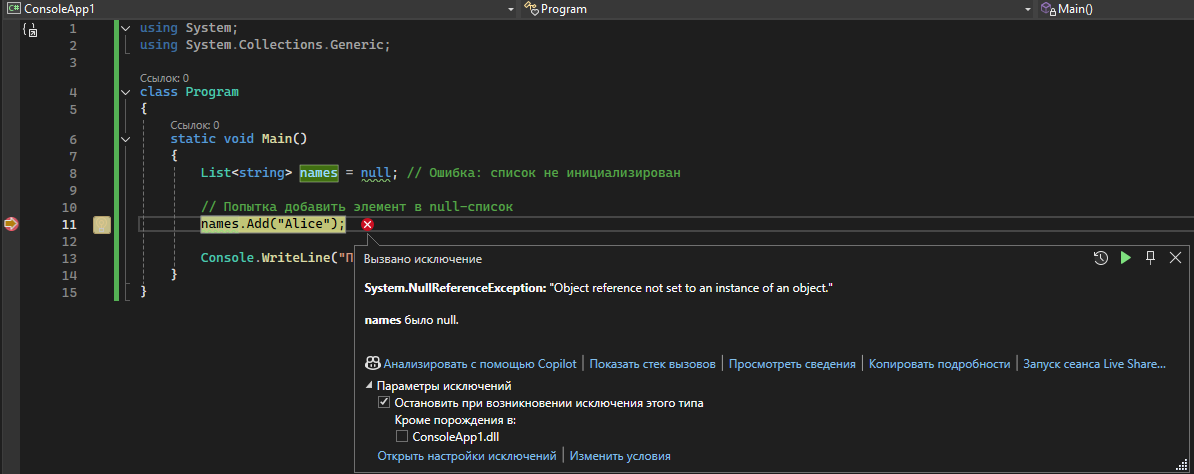 ConsoleApp1 Program Main()
1 using System;
2 using System.Collections.Generic;
3
Ссылок: 0
4 class Program
5 {
Ссылок: 0
6 static void Main()
7 {
8 List<string> names = null; // Ошибка: список не инициализирован
9
10 // Попытка добавить элемент в null-список
11 names.Add("Alice");
12
13 Console.WriteLine("П
14 }
15 }
Вызвано исключение
System.NullReferenceException: "Object reference not set to an instance of an object."
names было null.
Анализировать с помощью Copilot Показать стек вызовов Просмотреть сведения Копировать подробности Запуск сеанса Live Share...
Параметры исключений
Остановить при возникновении исключения этого типа
Кроме порождения в:
ConsoleApp1.dll
Открыть настройки исключений Изменить условия